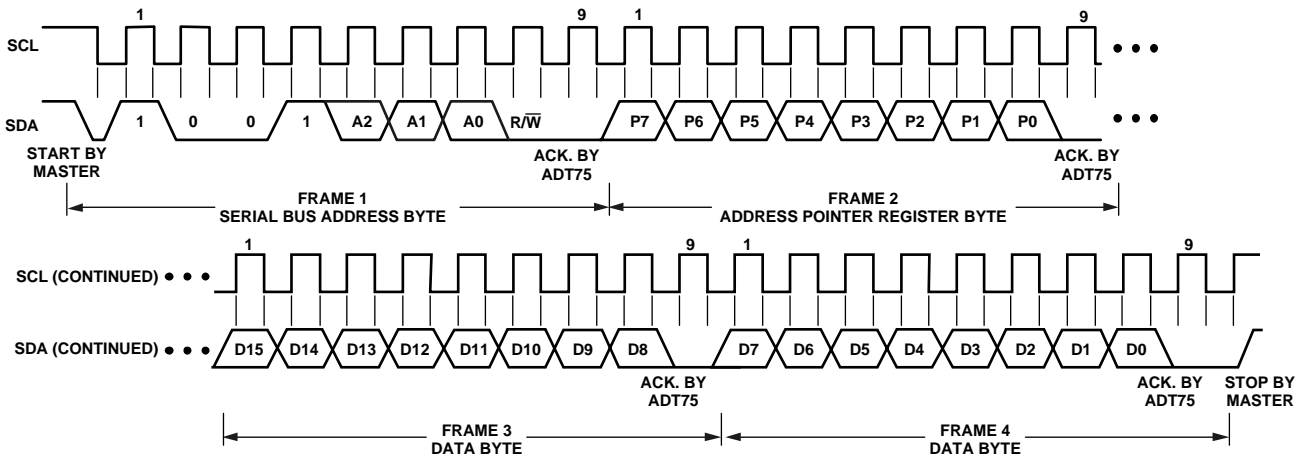 1 9 1 9
SCL
SDA 1 0 0 1 A2 A1 A0 R/W̅ P7 P6 P5 P4 P3 P2 P1 P0
START BY MASTER
ACK. BY ADT75
ACK. BY ADT75
FRAME 1
SERIAL BUS ADDRESS BYTE
FRAME 2
ADDRESS POINTER REGISTER BYTE
1 9 1 9
SCL (CONTINUED)
SDA (CONTINUED) D15 D14 D13 D12 D11 D10 D9 D8 D7 D6 D5 D4 D3 D2 D1 D0
ACK. BY ADT75
ACK. BY ADT75
STOP BY MASTER
FRAME 3
DATA BYTE
FRAME 4
DATA BYTE